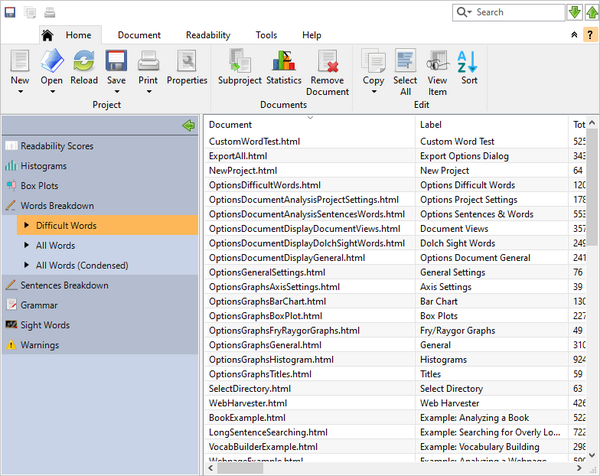 Search
Home Document Readability Tools Help
?
New Open Reload Save Print Properties Subproject Statistics Remove Document Copy Select All View Item Sort
Project Documents Edit
Readability Scores
Histograms
Box Plots
Words Breakdown
Difficult Words
All Words
All Words (Condensed)
Sentences Breakdown
Grammar
Sight Words
Warnings
Document Label Tot
CustomWordTest.html Custom Word Test 525
ExportAll.html Export Options Dialog 343
NewProject.html New Project 64
OptionsDifficultWords.html Options Difficult Words 120
OptionsDocumentAnalysisProjectSettings.html Options Project Settings 178
OptionsDocumentAnalysisSentencesWords.html Options Sentences & Words 553
OptionsDocumentDisplayDocumentViews.html Document Views 357
OptionsDocumentDisplayDolchSightWords.html Dolch Sight Words 249
OptionsDocumentDisplayGeneral.html Options Document General 241
OptionsGeneralSettings.html General Settings 76
OptionsGraphsAxisSettings.html Axis Settings 39
OptionsGraphsBarChart.html Bar Chart 130
OptionsGraphsBoxPlot.html Box Plots 227
OptionsGraphsFryRaygorGraphs.html Fry/Raygor Graphs 49
OptionsGraphsGeneral.html General 310
OptionsGraphsHistogram.html Histograms 924
OptionsGraphsTitles.html Titles 59
SelectDirectory.html Select Directory 63
WebHarvester.html Web Harvester 426
BookExample.html Example: Analyzing a Book 522
LongSentenceSearching.html Example: Searching for Overly Lo... 722
VocabBuilderExample.html Example: Vocabulary Building 298
WebpageExample.html Example: Analyzing a Webpage